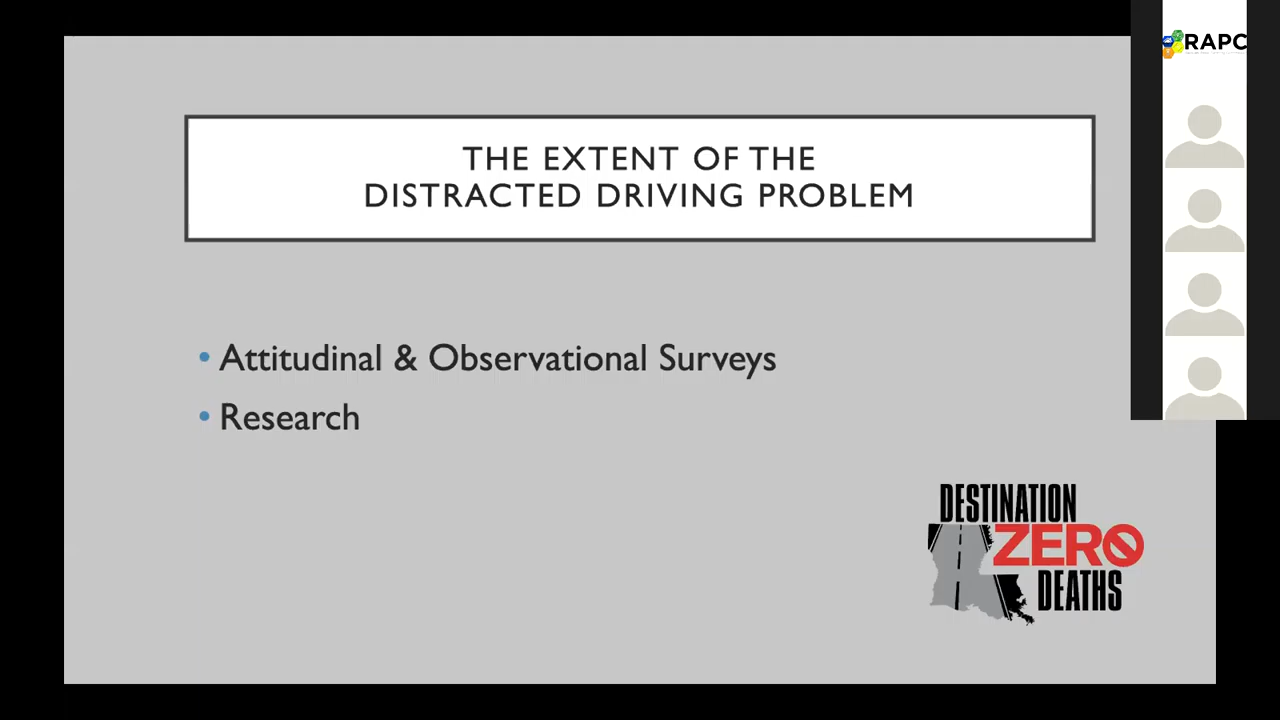 THE EXTENT OF THE
DISTRACTED DRIVING PROBLEM
• Attitudinal & Observational Surveys
• Research
DESTINATION
ZERO
DEATHS
RAPC